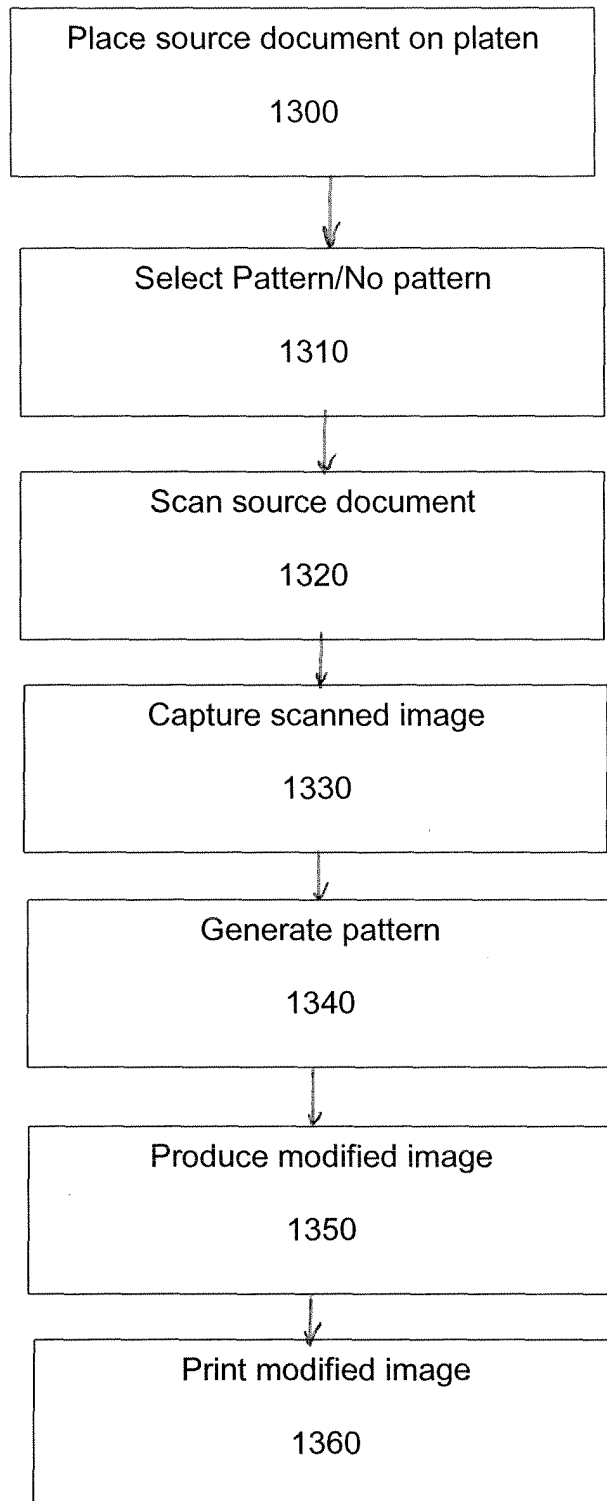 Place source document on platen
1300
Select Pattern/No pattern
1310
Scan source document
1320
Capture scanned image
1330
Generate pattern
1340
Produce modified image
1350
Print modified image
1360